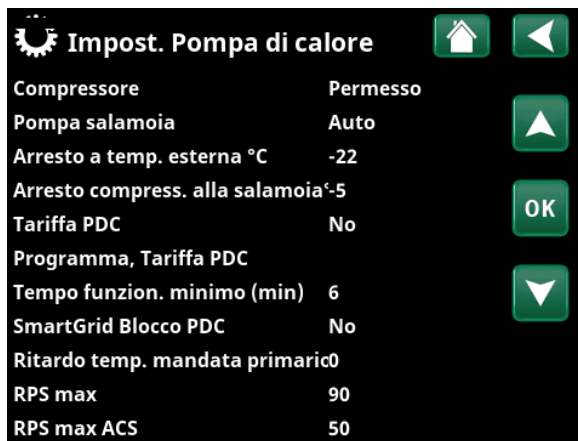 Impost. Pompa di calore
Compressore Permesso
Pompa salamoia Auto
Arresto a temp. esterna °C -22
Arresto compress. alla salamoia° -5
Tariffa PDC No
OK
Programma, Tariffa PDC
Tempo funzion. minimo (min) 6
SmartGrid Blocco PDC No
Ritardo temp. mandata primario 0
RPS max 90
RPS max ACS 50